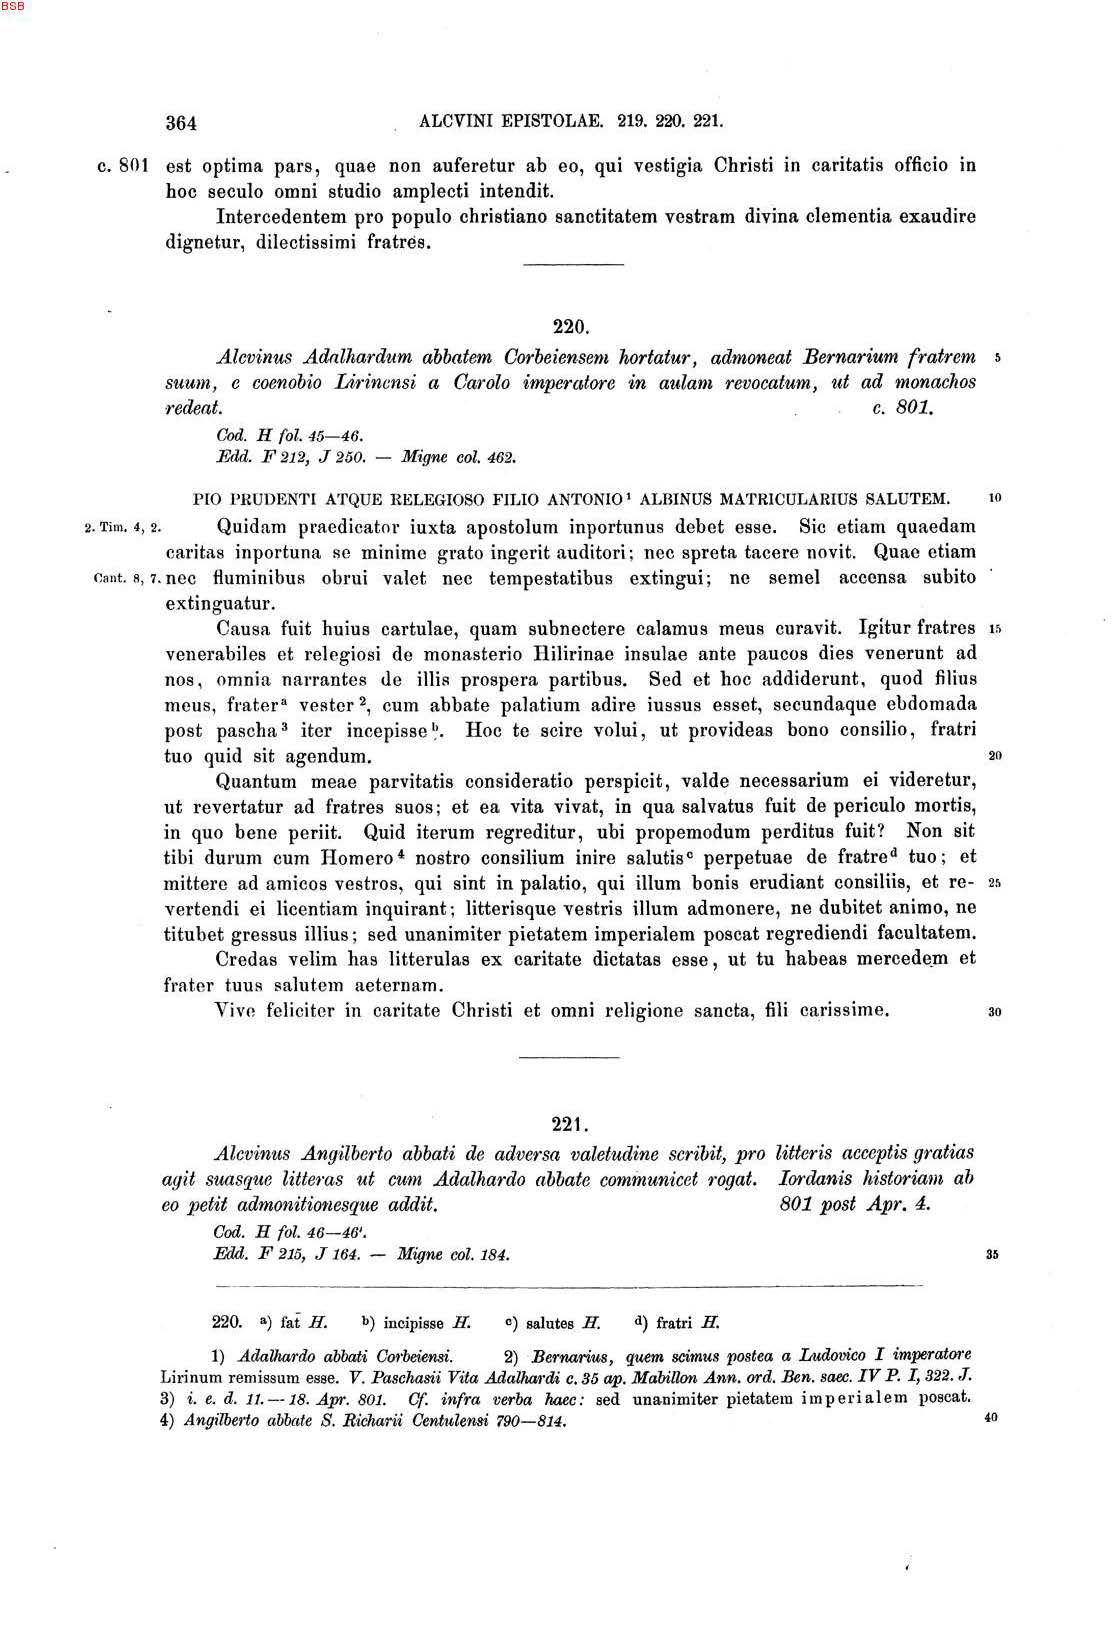 BSB
364 ALCVINI EPISTOLAE. 219. 220. 221.
c. 801 est optima pars, quae non auferetur ab eo, qui vestigia Christi in caritatis officio in
hoc seculo omni studio amplecti intendit.
Intercedentem pro populo christiano sanctitatem vestram divina clementia exaudire
dignetur, dilectissimi fratres.
220.
Alcvinus Adalhardum abbatem Corbeiensem hortatur, admoneat Bernarium fratrem 5
suum, e coenobio Lirinensi a Carolo imperatore in aulam revocatum, ut ad monachos
redeat. c. 801.
Cod. H fol. 45—46.
Edd. F 212, J 250. — Migne col. 462.
PIO PRUDENTI ATQUE RELEGIOSO FILIO ANTONIO¹ ALBINUS MATRICULARIUS SALUTEM. 10
2. Tim. 4, 2. Quidam praedicator iuxta apostolum inportunus debet esse. Sic etiam quaedam
caritas inportuna se minime grato ingerit auditori; nec spreta tacere novit. Quae etiam
Cant. 8, 7. nec fluminibus obrui valet nec tempestatibus extingui; ne semel accensa subito
extinguatur.
Causa fuit huius cartulae, quam subnectere calamus meus curavit. Igitur fratres 15
venerabiles et relegiosi de monasterio Hilirinae insulae ante paucos dies venerunt ad
nos, omnia narrantes de illis prospera partibus. Sed et hoc addiderunt, quod filius
meus, fraterᵃ vester², cum abbate palatium adire iussus esset, secundaque ebdomada
post pascha³ iter incepisseᵇ. Hoc te scire volui, ut provideas bono consilio, fratri
tuo quid sit agendum. 20
Quantum meae parvitatis consideratio perspicit, valde necessarium ei videretur,
ut revertatur ad fratres suos; et ea vita vivat, in qua salvatus fuit de periculo mortis,
in quo bene periit. Quid iterum regreditur, ubi propemodum perditus fuit? Non sit
tibi durum cum Homero⁴ nostro consilium inire salutisᶜ perpetuae de fratreᵈ tuo; et
mittere ad amicos vestros, qui sint in palatio, qui illum bonis erudiant consiliis, et re- 25
vertendi ei licentiam inquirant; litterisque vestris illum admonere, ne dubitet animo, ne
titubet gressus illius; sed unanimiter pietatem imperialem poscat regrediendi facultatem.
Credas velim has litterulas ex caritate dictatas esse, ut tu habeas mercedem et
frater tuus salutem aeternam.
Vive feliciter in caritate Christi et omni religione sancta, fili carissime. 30
221.
Alcvinus Angilberto abbati de adversa valetudine scribit, pro litteris acceptis gratias
agit suasque litteras ut cum Adalhardo abbate communicet rogat. Iordanis historiam ab
eo petit admonitionesque addit. 801 post Apr. 4.
Cod. H fol. 46—46'.
Edd. F 215, J 164. — Migne col. 184. 35
220. ᵃ) fat̄ H. ᵇ) incipisse H. ᶜ) salutes H. ᵈ) fratri H.
1) Adalhardo abbati Corbeiensi. 2) Bernarius, quem scimus postea a Ludovico I imperatore
Lirinum remissum esse. V. Paschasii Vita Adalhardi c. 35 ap. Mabillon Ann. ord. Ben. saec. IV P. I, 322. J.
3) i. e. d. 11.—18. Apr. 801. Cf. infra verba haec: sed unanimiter pietatem imperialem poscat.
4) Angilberto abbate S. Richarii Centulensi 790—814. 40